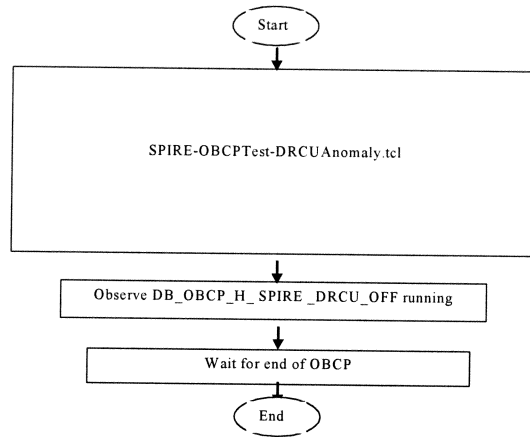 Start
SPIRE-OBCPTest-DRCUAnomaly.tcl
Observe DB_OBCP_H_ SPIRE _DRCU_OFF running
Wait for end of OBCP
End